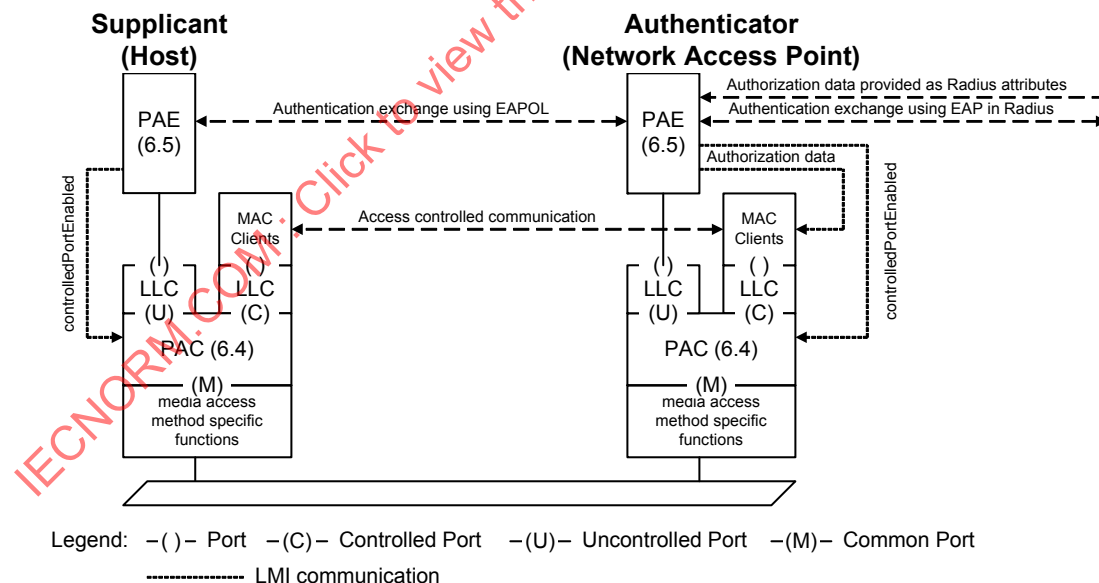 Supplicant
(Host)
Authenticator
(Network Access Point)
Authorization data provided as Radius attributes
Authentication exchange using EAPOL
Authentication exchange using EAP in Radius
PAE
(6.5)
PAE
(6.5)
Authorization data
controlledPortEnabled
controlledPortEnabled
MAC
Clients
Access controlled communication
MAC
Clients
( )
( )
LLC
LLC
(U)
(C)
PAC (6.4)
(M)
media access
method specific
functions
( )
( )
LLC
LLC
(U)
(C)
PAC (6.4)
(M)
media access
method specific
functions
IECNORM.COM : Click to view th
Legend: –( )– Port –(C)– Controlled Port –(U)– Uncontrolled Port –(M)– Common Port
LMI communication